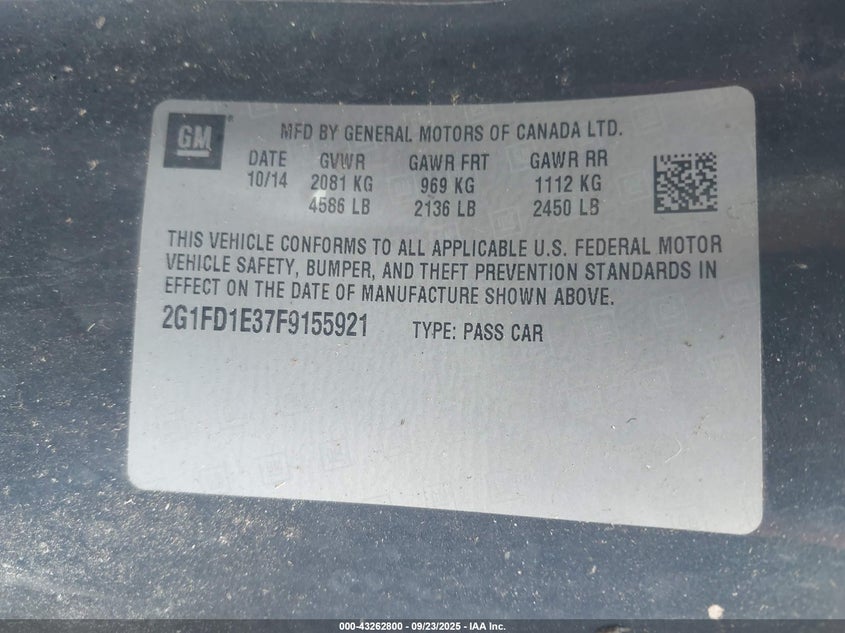 GM
MFD BY GENERAL MOTORS OF CANADA LTD.
DATE GVWR GAWR FRT GAWR RR
10/14 2081 KG 969 KG 1112 KG
4586 LB 2136 LB 2450 LB
THIS VEHICLE CONFORMS TO ALL APPLICABLE U.S. FEDERAL MOTOR
VEHICLE SAFETY, BUMPER, AND THEFT PREVENTION STANDARDS IN
EFFECT ON THE DATE OF MANUFACTURE SHOWN ABOVE.
2G1FD1E37F9155921 TYPE: PASS CAR
000-43262800 - 09/23/2025 - IAA Inc.